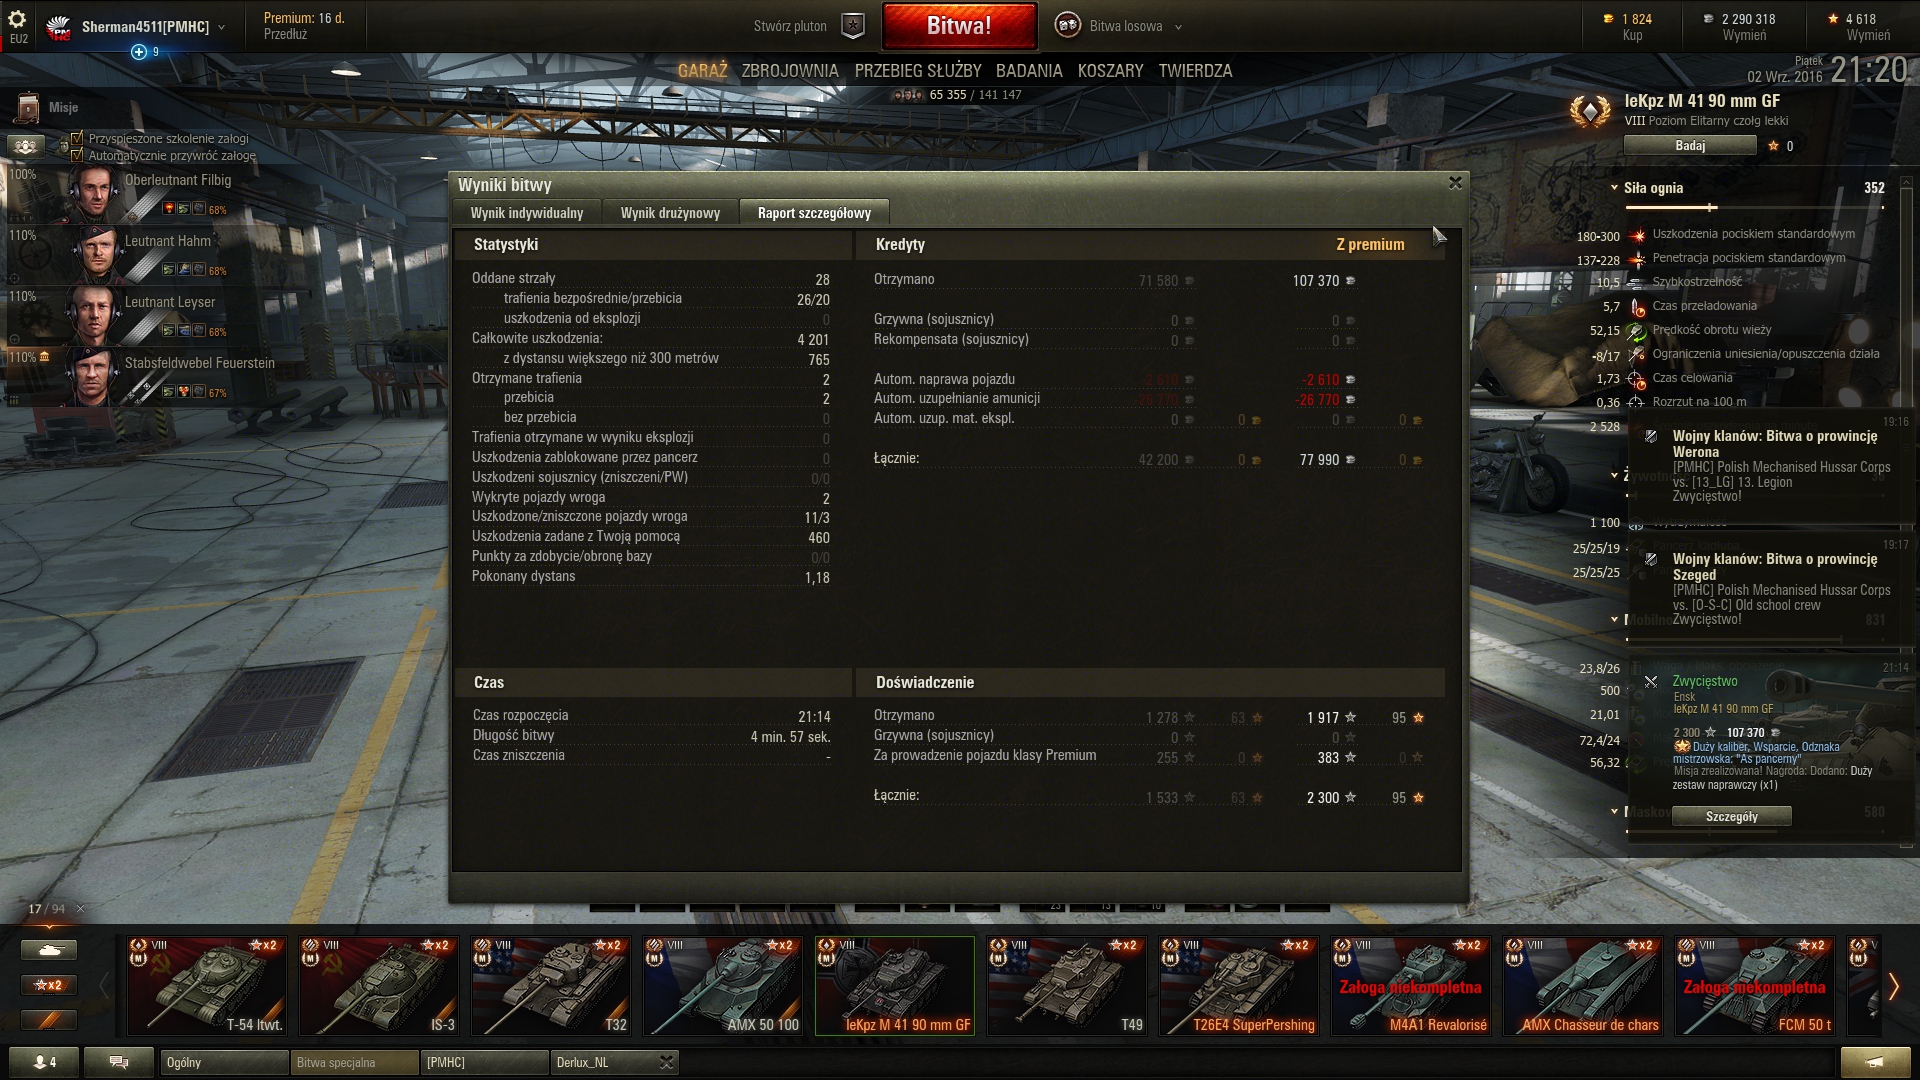 Sherman4511[PMHC]
EU2
9
Premium: 16 d.
Przedłuż
Stwórz pluton
Bitwa!
Bitwa losowa
1 824
Kup
2 290 318
Wymień
4 618
Wymień
GARAŻ ZBROJOWNIA PRZEBIEG SŁUŻBY BADANIA KOSZARY TWIERDZA
65 355 / 141 147
Piątek
02 Wrz. 2016
21:20
Misje
Przyspieszone szkolenie załogi
Automatycznie przywróć załogę
100%
Oberleutnant Filbig
68%
110%
Leutnant Hahm
68%
110%
Leutnant Leyser
68%
110%
Stabsfeldwebel Feuerstein
67%
leKpz M 41 90 mm GF
VIII Poziom Elitarny czołg lekki
Badaj
0
Siła ognia 352
180-300 Uszkodzenia pociskiem standardowym
137-228 Penetracja pociskiem standardowym
10,5 Szybkostrzelność
5,7 Czas przeładowania
52,15 Prędkość obrotu wieży
-8/17 Ograniczenia uniesienia/opuszczenia działa
1,73 Czas celowania
0,36 Rozrzut na 100 m
2 528
1 100
25/25/19
25/25/25
831
23,8/26
500
21,01
72,4/24
56,32
580
19:16
Wojny klanów: Bitwa o prowincję
Werona
[PMHC] Polish Mechanised Hussar Corps
vs. [13_LG] 13. Legion
Zwycięstwo!
19:17
Wojny klanów: Bitwa o prowincję
Szeged
[PMHC] Polish Mechanised Hussar Corps
vs. [O-S-C] Old school crew
Zwycięstwo!
21:14
Zwycięstwo
Ensk
leKpz M 41 90 mm GF
2 300 107 370
Duży kaliber, Wsparcie, Odznaka
mistrzowska: "As pancerny"
Misja zrealizowana! Nagroda: Dodano: Duży
zestaw naprawczy (x1)
Szczegóły
Wyniki bitwy
Wynik indywidualny
Wynik drużynowy
Raport szczegółowy
Statystyki
Oddane strzały 28
trafienia bezpośrednie/przebicia 26/20
uszkodzenia od eksplozji 0
Całkowite uszkodzenia: 4 201
z dystansu większego niż 300 metrów 765
Otrzymane trafienia 2
przebicia 2
bez przebicia 0
Trafienia otrzymane w wyniku eksplozji 0
Uszkodzenia zablokowane przez pancerz 0
Uszkodzeni sojusznicy (zniszczeni/PW) 0/0
Wykryte pojazdy wroga 2
Uszkodzone/zniszczone pojazdy wroga 11/3
Uszkodzenia zadane z Twoją pomocą 460
Punkty za zdobycie/obronę bazy 0/0
Pokonany dystans 1,18
Kredyty Z premium
Otrzymano 71 580 107 370
Grzywna (sojusznicy) 0 0
Rekompensata (sojusznicy) 0 0
Autom. naprawa pojazdu -2 610 -2 610
Autom. uzupełnianie amunicji -26 770 -26 770
Autom. uzup. mat. ekspl. 0 0 0 0
Łącznie: 42 200 0 77 990 0
Czas
Czas rozpoczęcia 21:14
Długość bitwy 4 min. 57 sek.
Czas zniszczenia -
Doświadczenie
Otrzymano 1 278 63 1 917 95
Grzywna (sojusznicy) 0 0
Za prowadzenie pojazdu klasy Premium 255 0 383 0
Łącznie: 1 533 63 2 300 95
17 / 94
x2
VIII x2 T-54 ltwt.
VIII x2 IS-3
VIII x2 T32
VIII x2 AMX 50 100
VIII leKpz M 41 90 mm GF
VIII x2 T49
VIII x2 T26E4 SuperPershing
VIII x2 Załoga niekompletna M4A1 Revalorisé
VIII x2 AMX Chasseur de chars
VIII x2 Załoga niekompletna FCM 50 t
4
Ogólny
Bitwa specjalna
[PMHC]
Derlux_NL